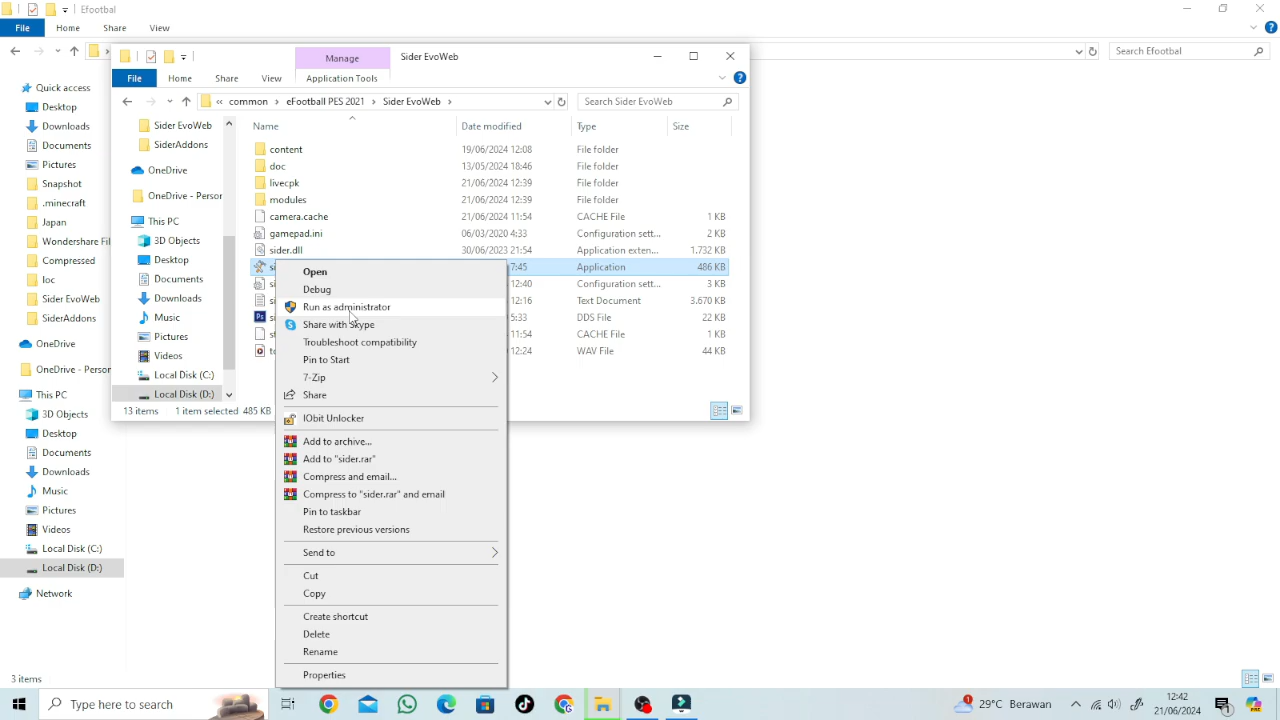 Efootbal
File Home Share View
Search Efootbal
Manage Sider EvoWeb
File Home Share View Application Tools
« common > eFootball PES 2021 > Sider EvoWeb >
Search Sider EvoWeb
Name Date modified Type Size
content 19/06/2024 12:08 File folder
doc 13/05/2024 18:46 File folder
livecpk 21/06/2024 12:39 File folder
modules 21/06/2024 12:39 File folder
camera.cache 21/06/2024 11:54 CACHE File 1 KB
gamepad.ini 06/03/2020 4:33 Configuration sett... 2 KB
sider.dll 30/06/2023 21:54 Application exten... 1.732 KB
si 7:45 Application 486 KB
si 12:40 Configuration sett... 3 KB
si 12:16 Text Document 3.670 KB
si 5:33 DDS File 22 KB
st 11:54 CACHE File 1 KB
to 12:24 WAV File 44 KB
Sider EvoWeb
SiderAddons
OneDrive
OneDrive - Persor
This PC
3D Objects
Desktop
Documents
Downloads
Music
Pictures
Videos
Local Disk (C:)
Local Disk (D:)
13 items 1 item selected 485 KB
Open
Debug
Run as administrator
Share with Skype
Troubleshoot compatibility
Pin to Start
7-Zip
Share
IObit Unlocker
Add to archive...
Add to "sider.rar"
Compress and email...
Compress to "sider.rar" and email
Pin to taskbar
Restore previous versions
Send to
Cut
Copy
Create shortcut
Delete
Rename
Properties
Quick access
Desktop
Downloads
Documents
Pictures
Snapshot
.minecraft
Japan
Wondershare Fil
Compressed
Ioc
Sider EvoWeb
SiderAddons
OneDrive
OneDrive - Person
This PC
3D Objects
Desktop
Documents
Downloads
Music
Pictures
Videos
Local Disk (C:)
Local Disk (D:)
Network
3 items
Type here to search
29°C Berawan
12:42
21/06/2024